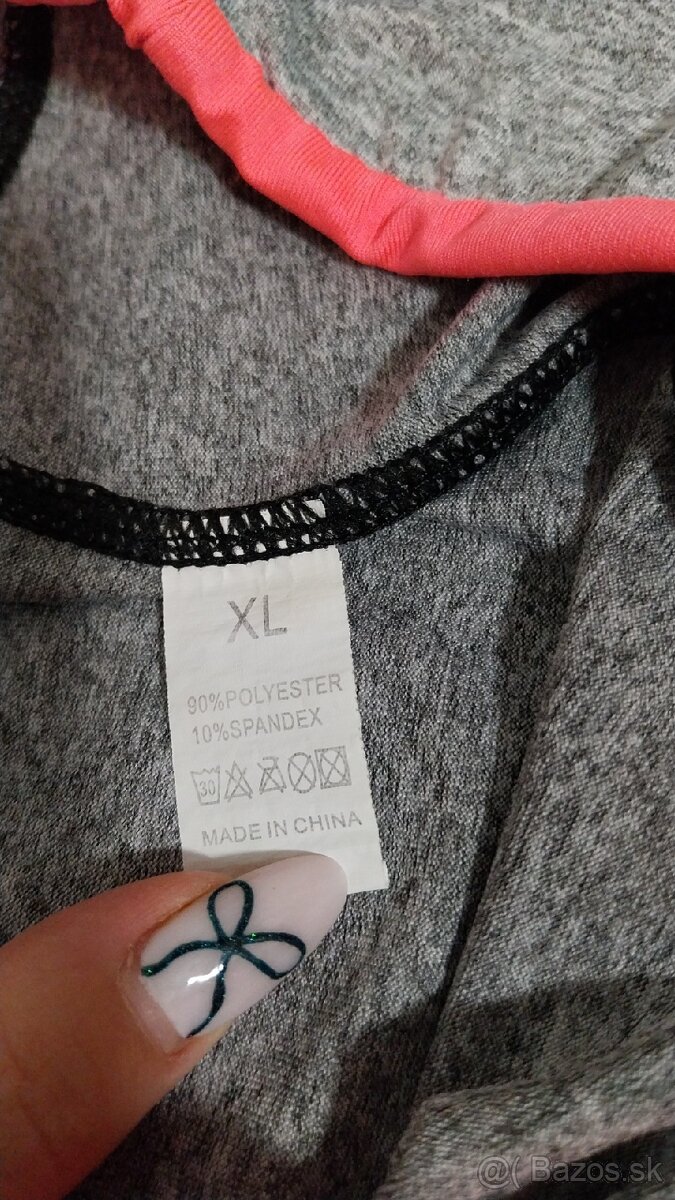 XL
90%POLYESTER
10%SPANDEX
30
MADE IN CHINA
@( Bazos.sk